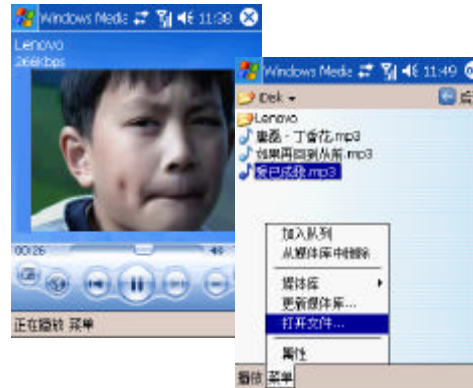 Windows Media 11:38
Lenovo
266Kbps
00:26
正在播放 菜单
Windows Media 11:49
iDisk
Lenovo
唐磊 - 丁香花.mp3
如果再回到从前.mp3
爱已成歌.mp3
加入队列
从媒体库中删除
媒体库
更新媒体库...
打开文件...
属性
播放 菜单